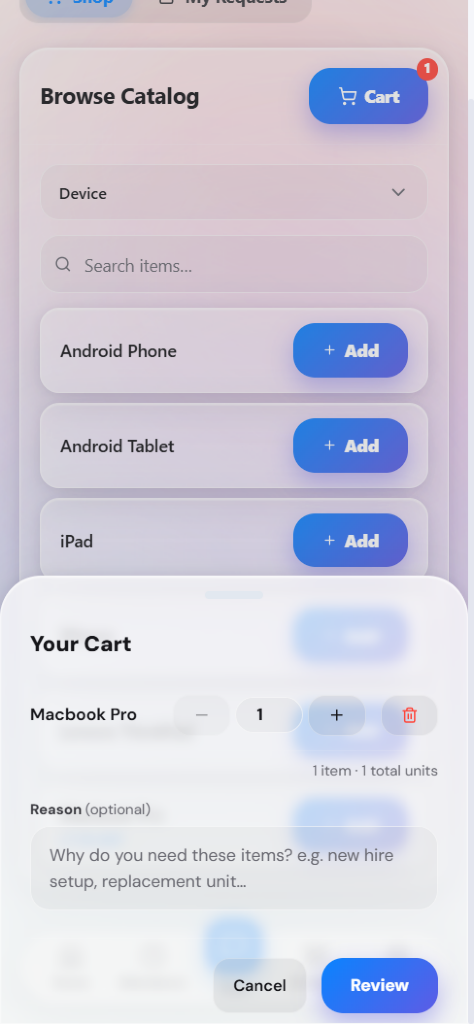 Shop My Requests
Browse Catalog
Cart
1
Device
Search items...
Android Phone
+ Add
Android Tablet
+ Add
iPad
+ Add
Your Cart
Macbook Pro
− 1 +
1 item · 1 total units
Reason (optional)
Why do you need these items? e.g. new hire
setup, replacement unit...
Cancel
Review